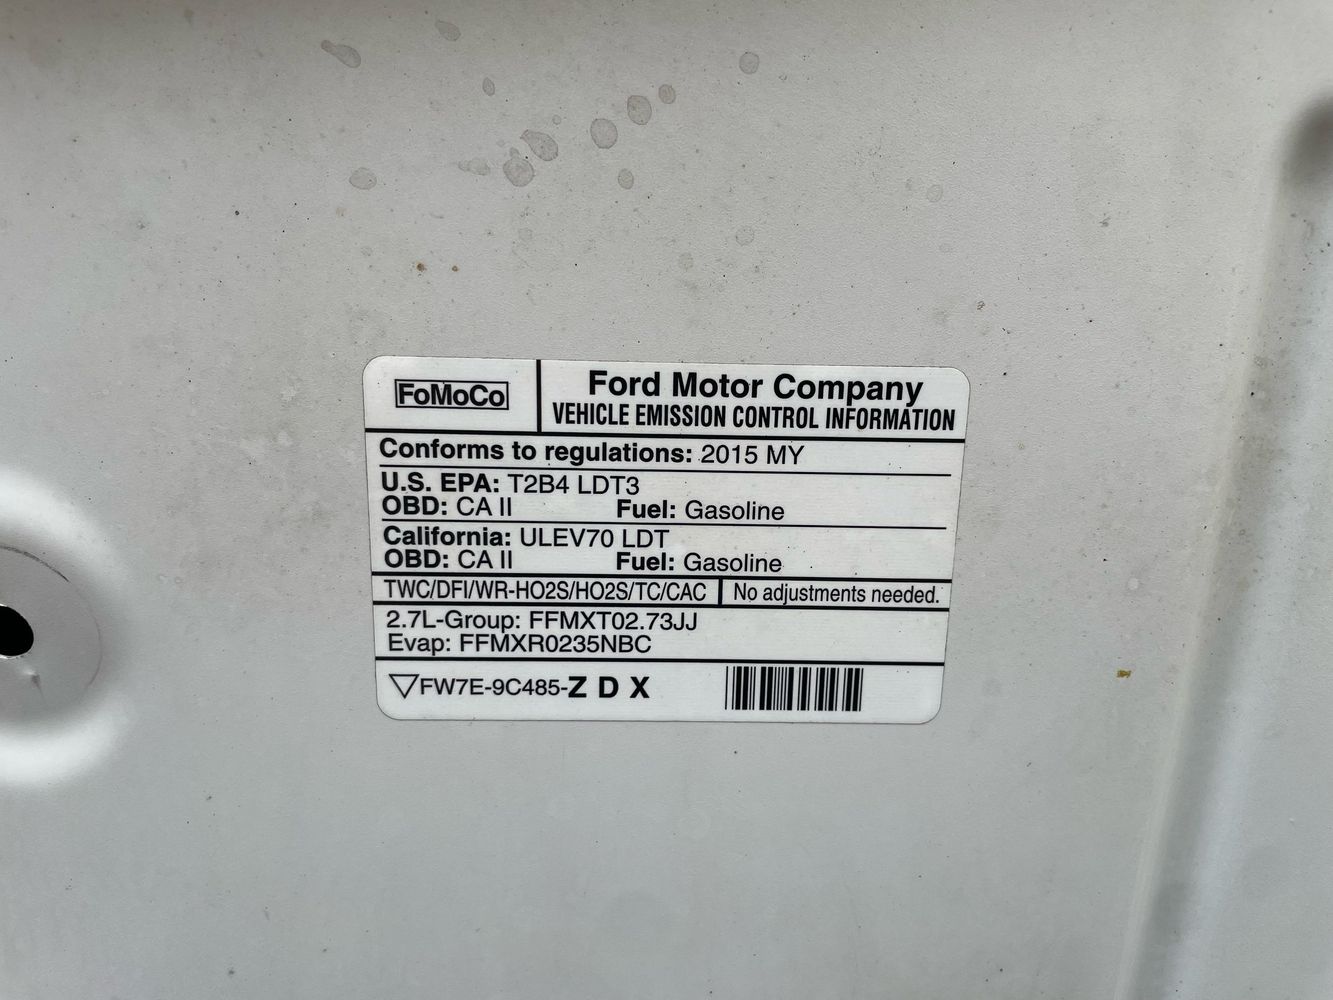 FoMoCo
Ford Motor Company
VEHICLE EMISSION CONTROL INFORMATION
Conforms to regulations: 2015 MY
U.S. EPA: T2B4 LDT3
OBD: CA II Fuel: Gasoline
California: ULEV70 LDT
OBD: CA II Fuel: Gasoline
TWC/DFI/WR-HO2S/HO2S/TC/CAC No adjustments needed.
2.7L-Group: FFMXT02.73JJ
Evap: FFMXR0235NBC
▽FW7E-9C485-Z D X